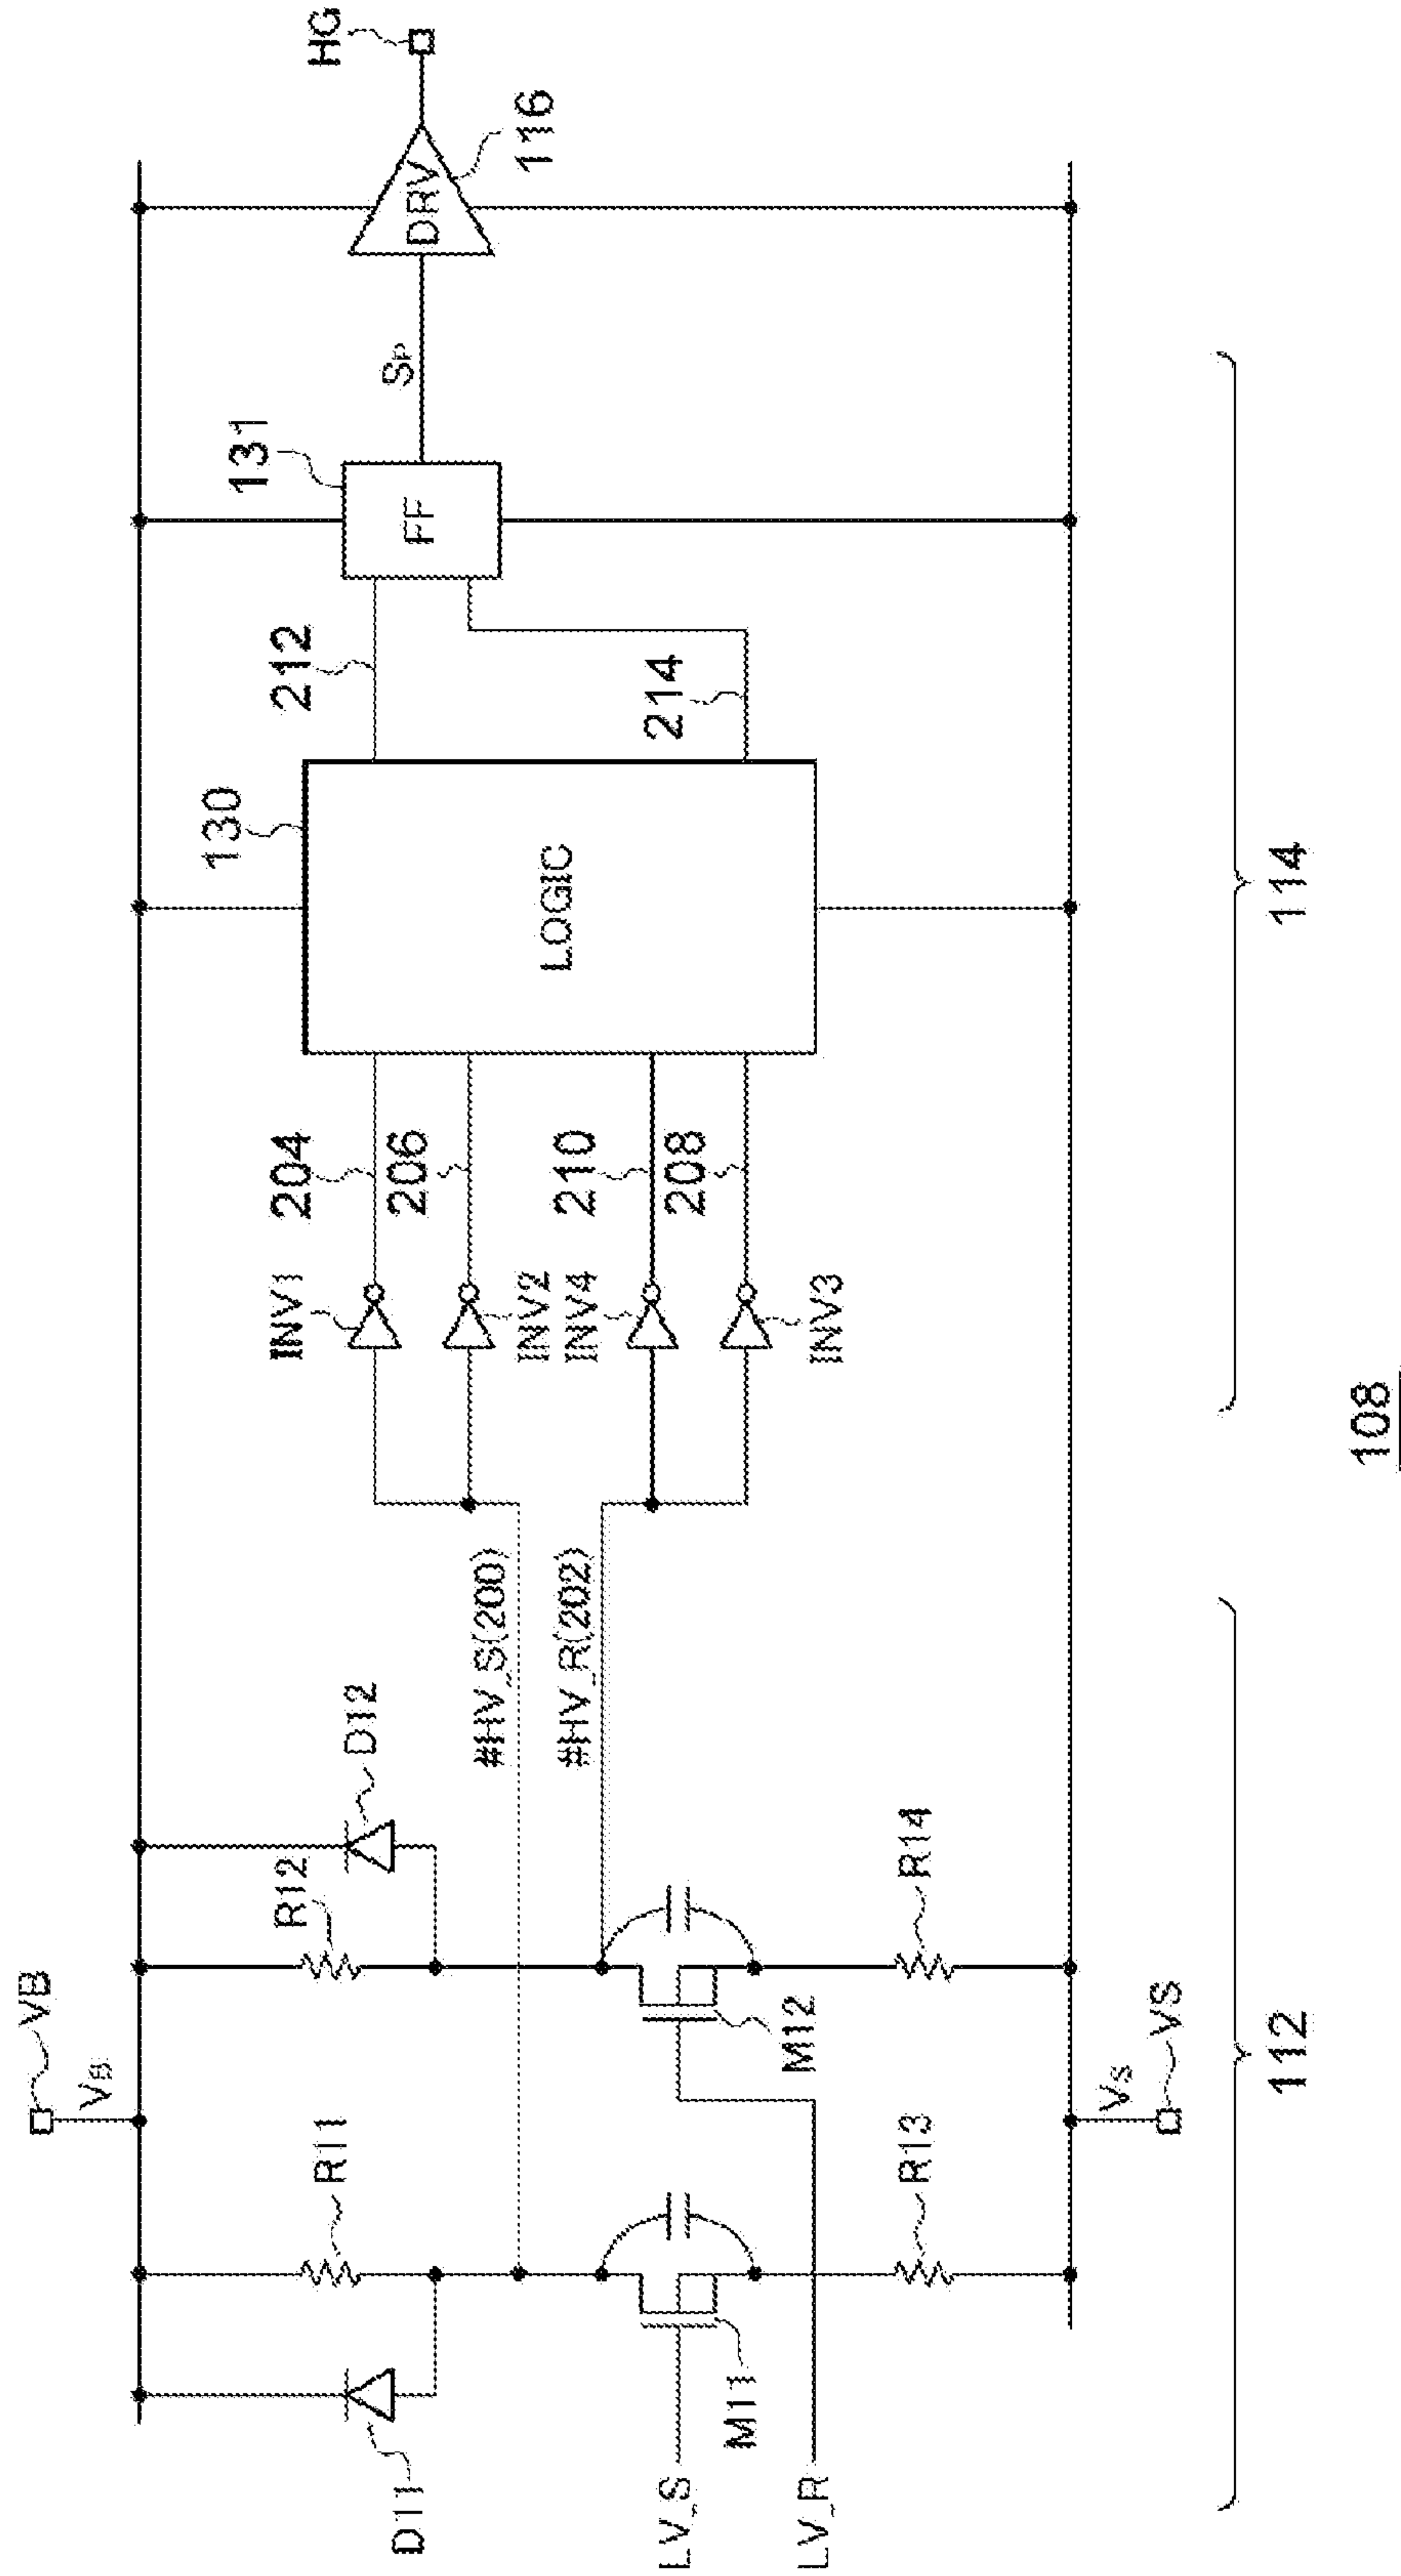 VB
VB
D11
R11
R12
D12
LV_S
M11
LV_R
M12
R13
R14
VS
VS
#HV_S(200)
#HV_R(202)
INV1
INV2
INV4
INV3
204
206
210
208
130
LOGIC
212
214
131
FF
SP
DRV
116
HG
112
114
108